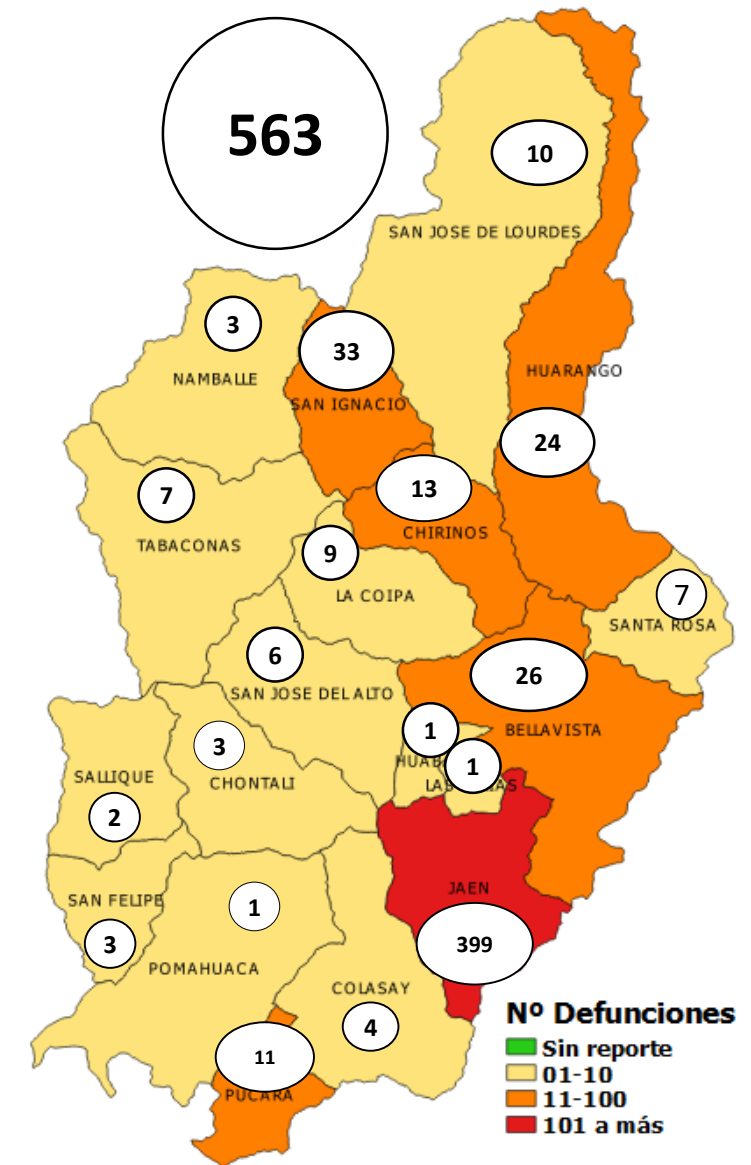 563
10
SAN JOSE DE LOURDES
3
33
NAMBALLE
HUARANGO
SAN IGNACIO
24
7
13
TABACONAS
CHIRINOS
9
LA COIPA
7
SANTA ROSA
6
26
SAN JOSE DEL ALTO
1
BELLAVISTA
3
HUAB
1
SALLIQUE
CHONTALI
LAS
AS
2
JAEN
SAN FELIPE
1
3
399
POMAHUACA
COLASAY
4
11
PUCARA
Nº Defunciones
Sin reporte
01-10
11-100
101 a más